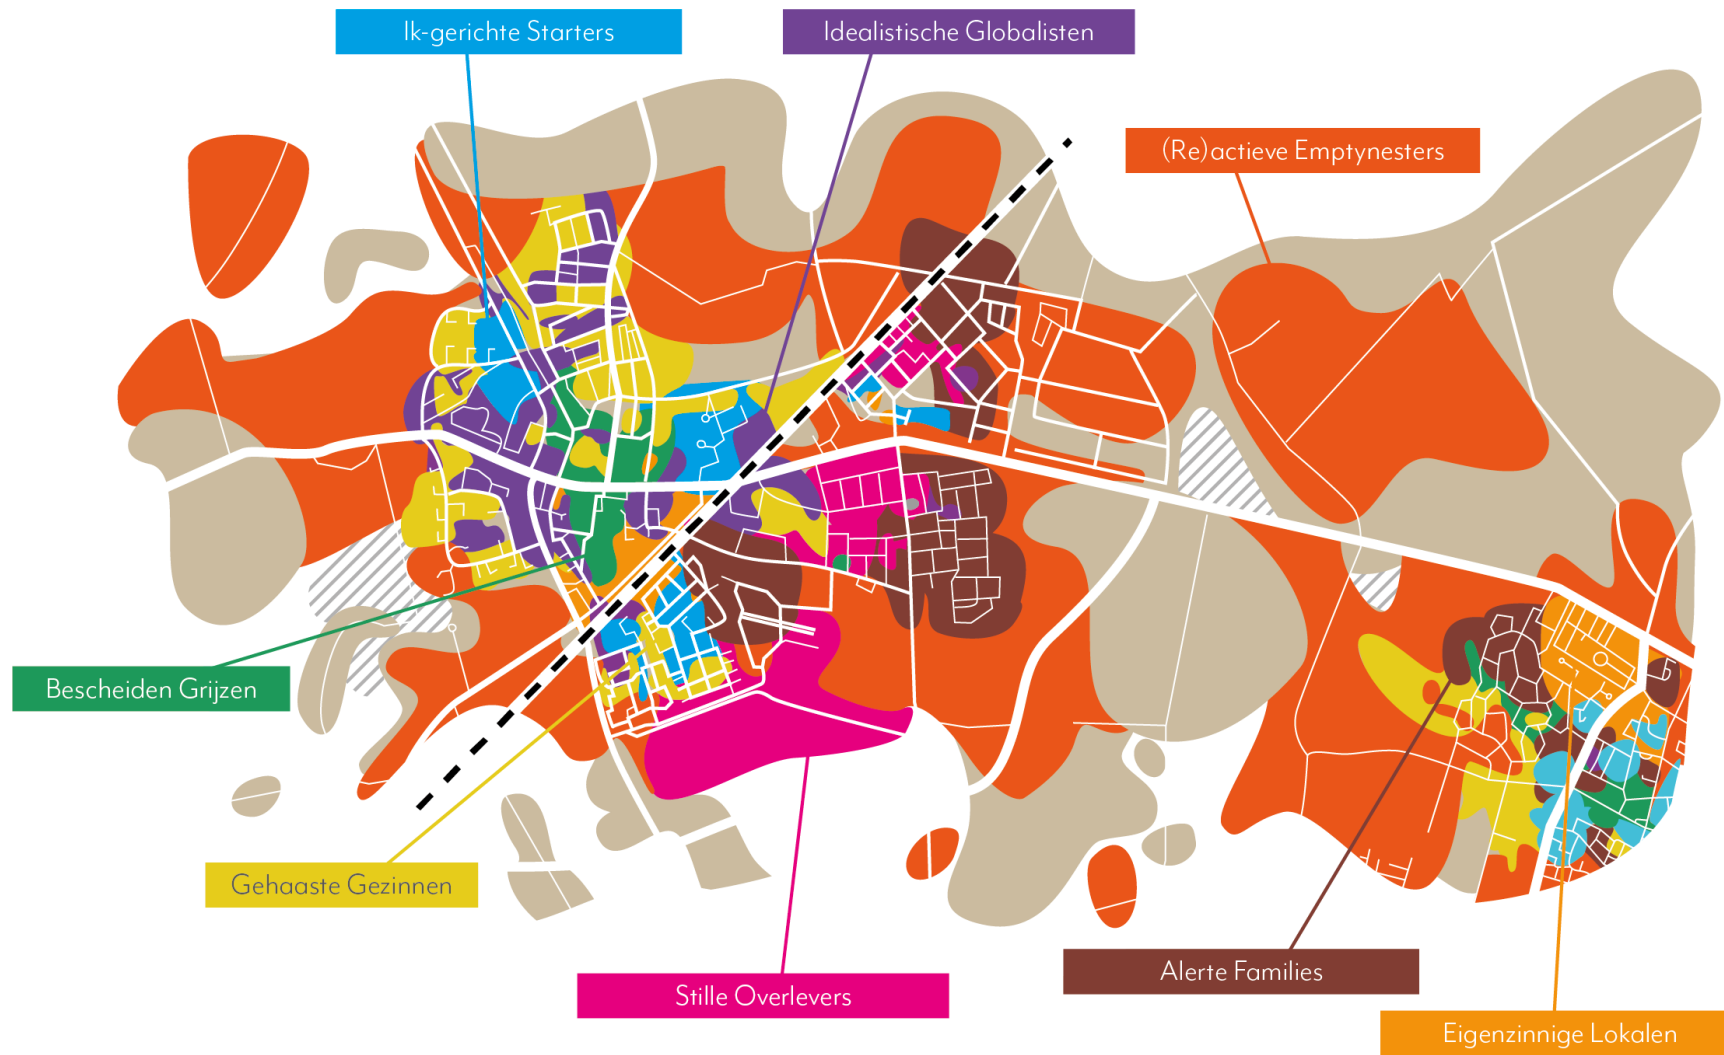 Ik-gerichte Starters
Idealistische Globalisten
(Re)actieve Emptynesters
Bescheiden Grijzen
Gehaaste Gezinnen
Stille Overlevers
Alerte Families
Eigenzinnige Lokalen